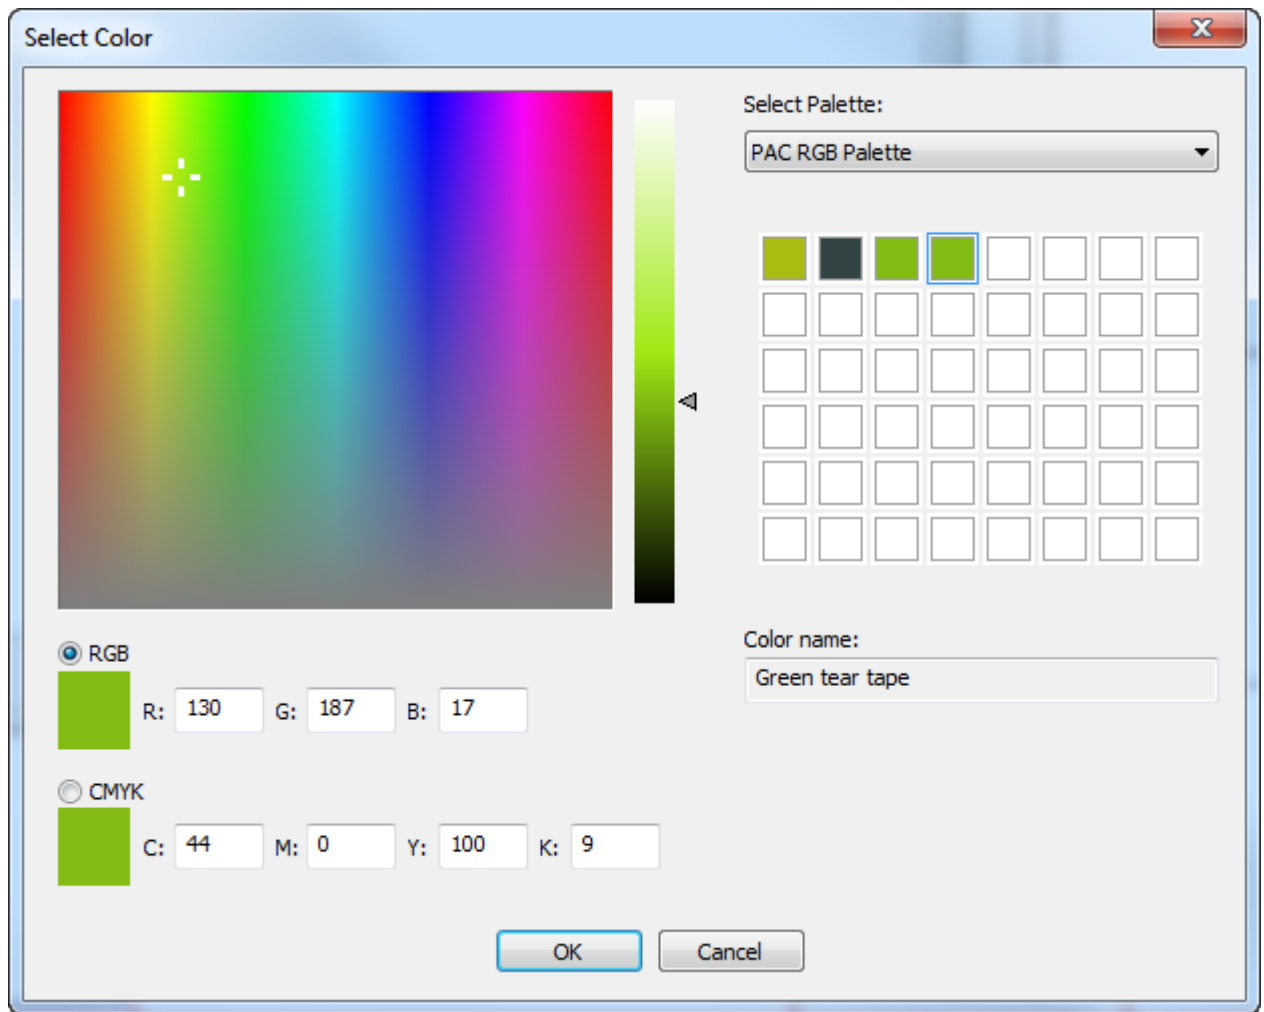 Select Color
Select Palette:
PAC RGB Palette
Color name:
Green tear tape
RGB
R: 130 G: 187 B: 17
CMYK
C: 44 M: 0 Y: 100 K: 9
OK Cancel